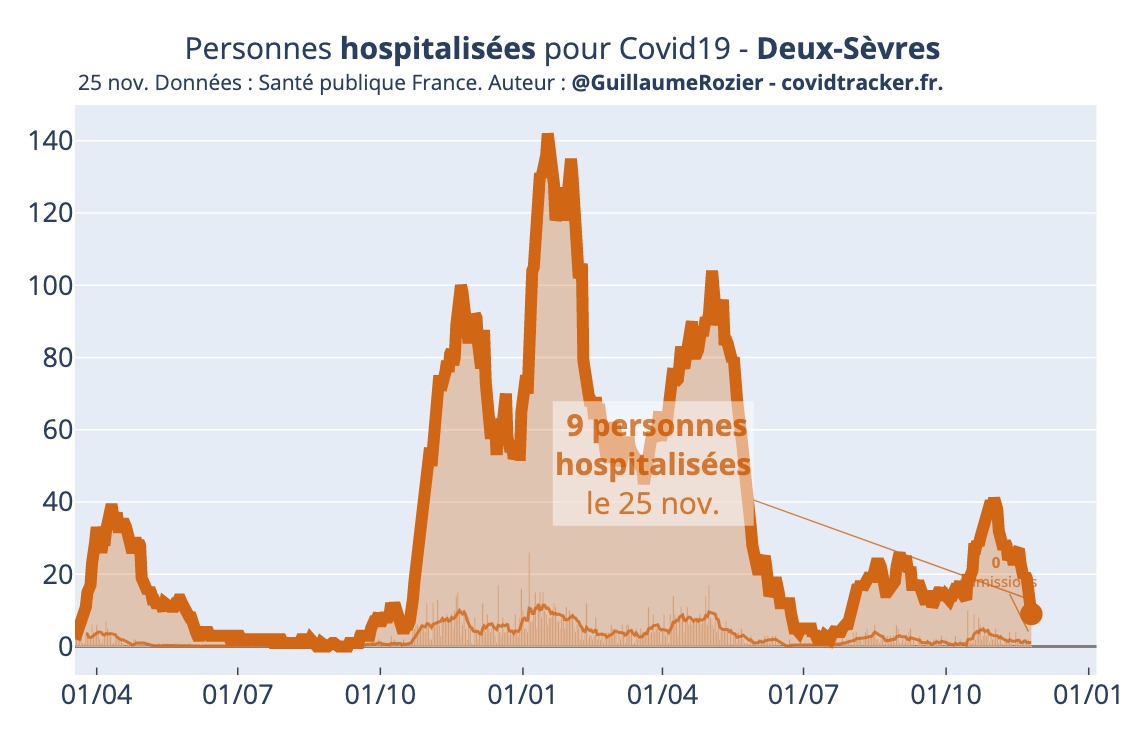 Personnes hospitalisées pour Covid19 - Deux-Sèvres
25 nov. Données : Santé publique France. Auteur : @GuillaumeRozier - covidtracker.fr.
140
120
100
80
60
40
20
0
9 personnes
hospitalisées
le 25 nov.
0
01/04 01/07 01/10 01/01 01/04 01/07 01/10 01/01